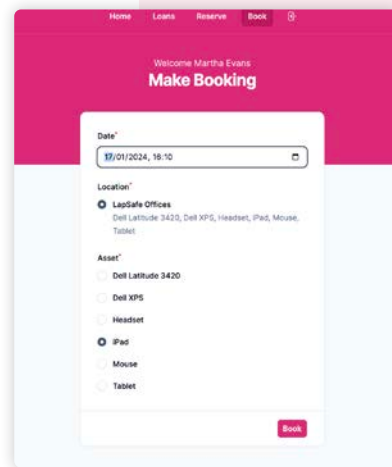 Home Loans Reserve Book
Welcome Martha Evans
Make Booking
Date*
17/01/2024, 16:10
Location*
LapSafe Offices
Dell Latitude 3420, Dell XPS, Headset, iPad, Mouse,
Tablet
Asset*
Dell Latitude 3420
Dell XPS
Headset
iPad
Mouse
Tablet
Book